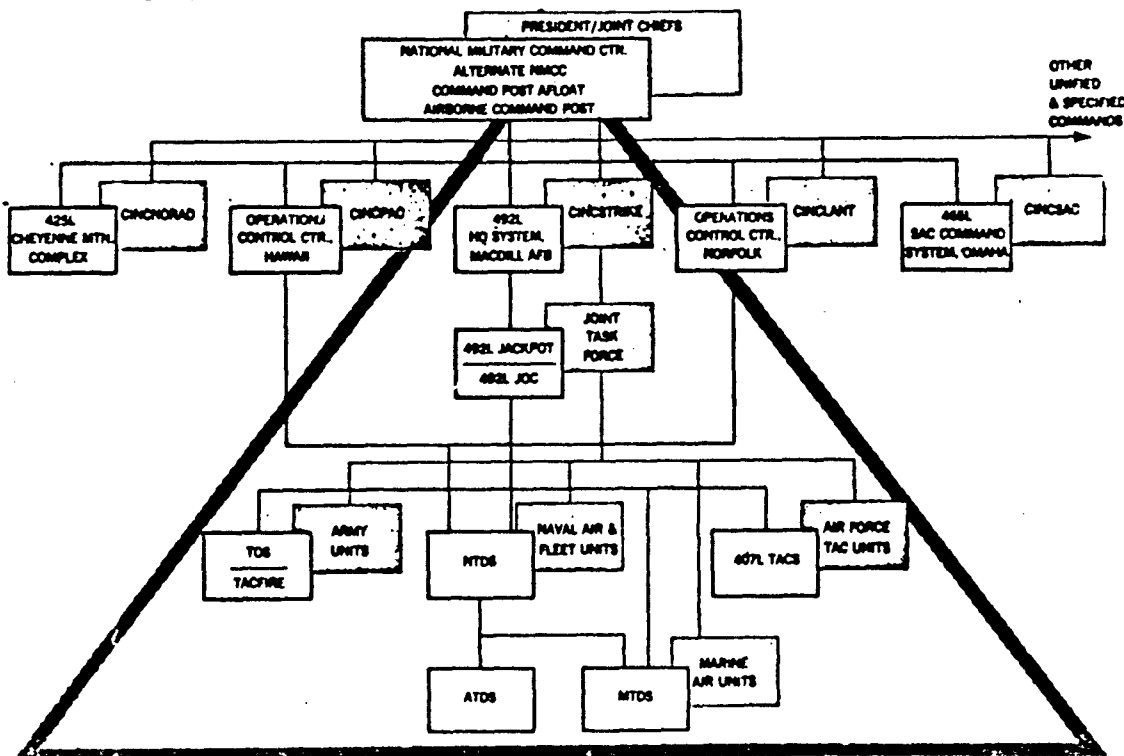 PRESIDENT/JOINT CHIEFS
NATIONAL MILITARY COMMAND CTR.
ALTERNATE NMCC
COMMAND POST AFLOAT
AIRBORNE COMMAND POST
OTHER
UNIFIED
& SPECIFIED
COMMANDS
425L
CHEYENNE MTN.
COMPLEX
CINCNORAD
OPERATIONS
CONTROL CTR.,
HAWAII
CINCPAC
492L
HQ SYSTEM,
MACDILL AFB
CINCSTRIKE
OPERATIONS
CONTROL CTR.,
NORFOLK
CINCLANT
465L
SAC COMMAND
SYSTEM, OMAHA
CINCSAC
492L JACKPOT
492L JOC
JOINT
TASK
FORCE
TOS
TACFIRE
ARMY
UNITS
NTDS
NAVAL AIR &
FLEET UNITS
407L TACS
AIR FORCE
TAC UNITS
ATDS
MTDS
MARINE
AIR UNITS